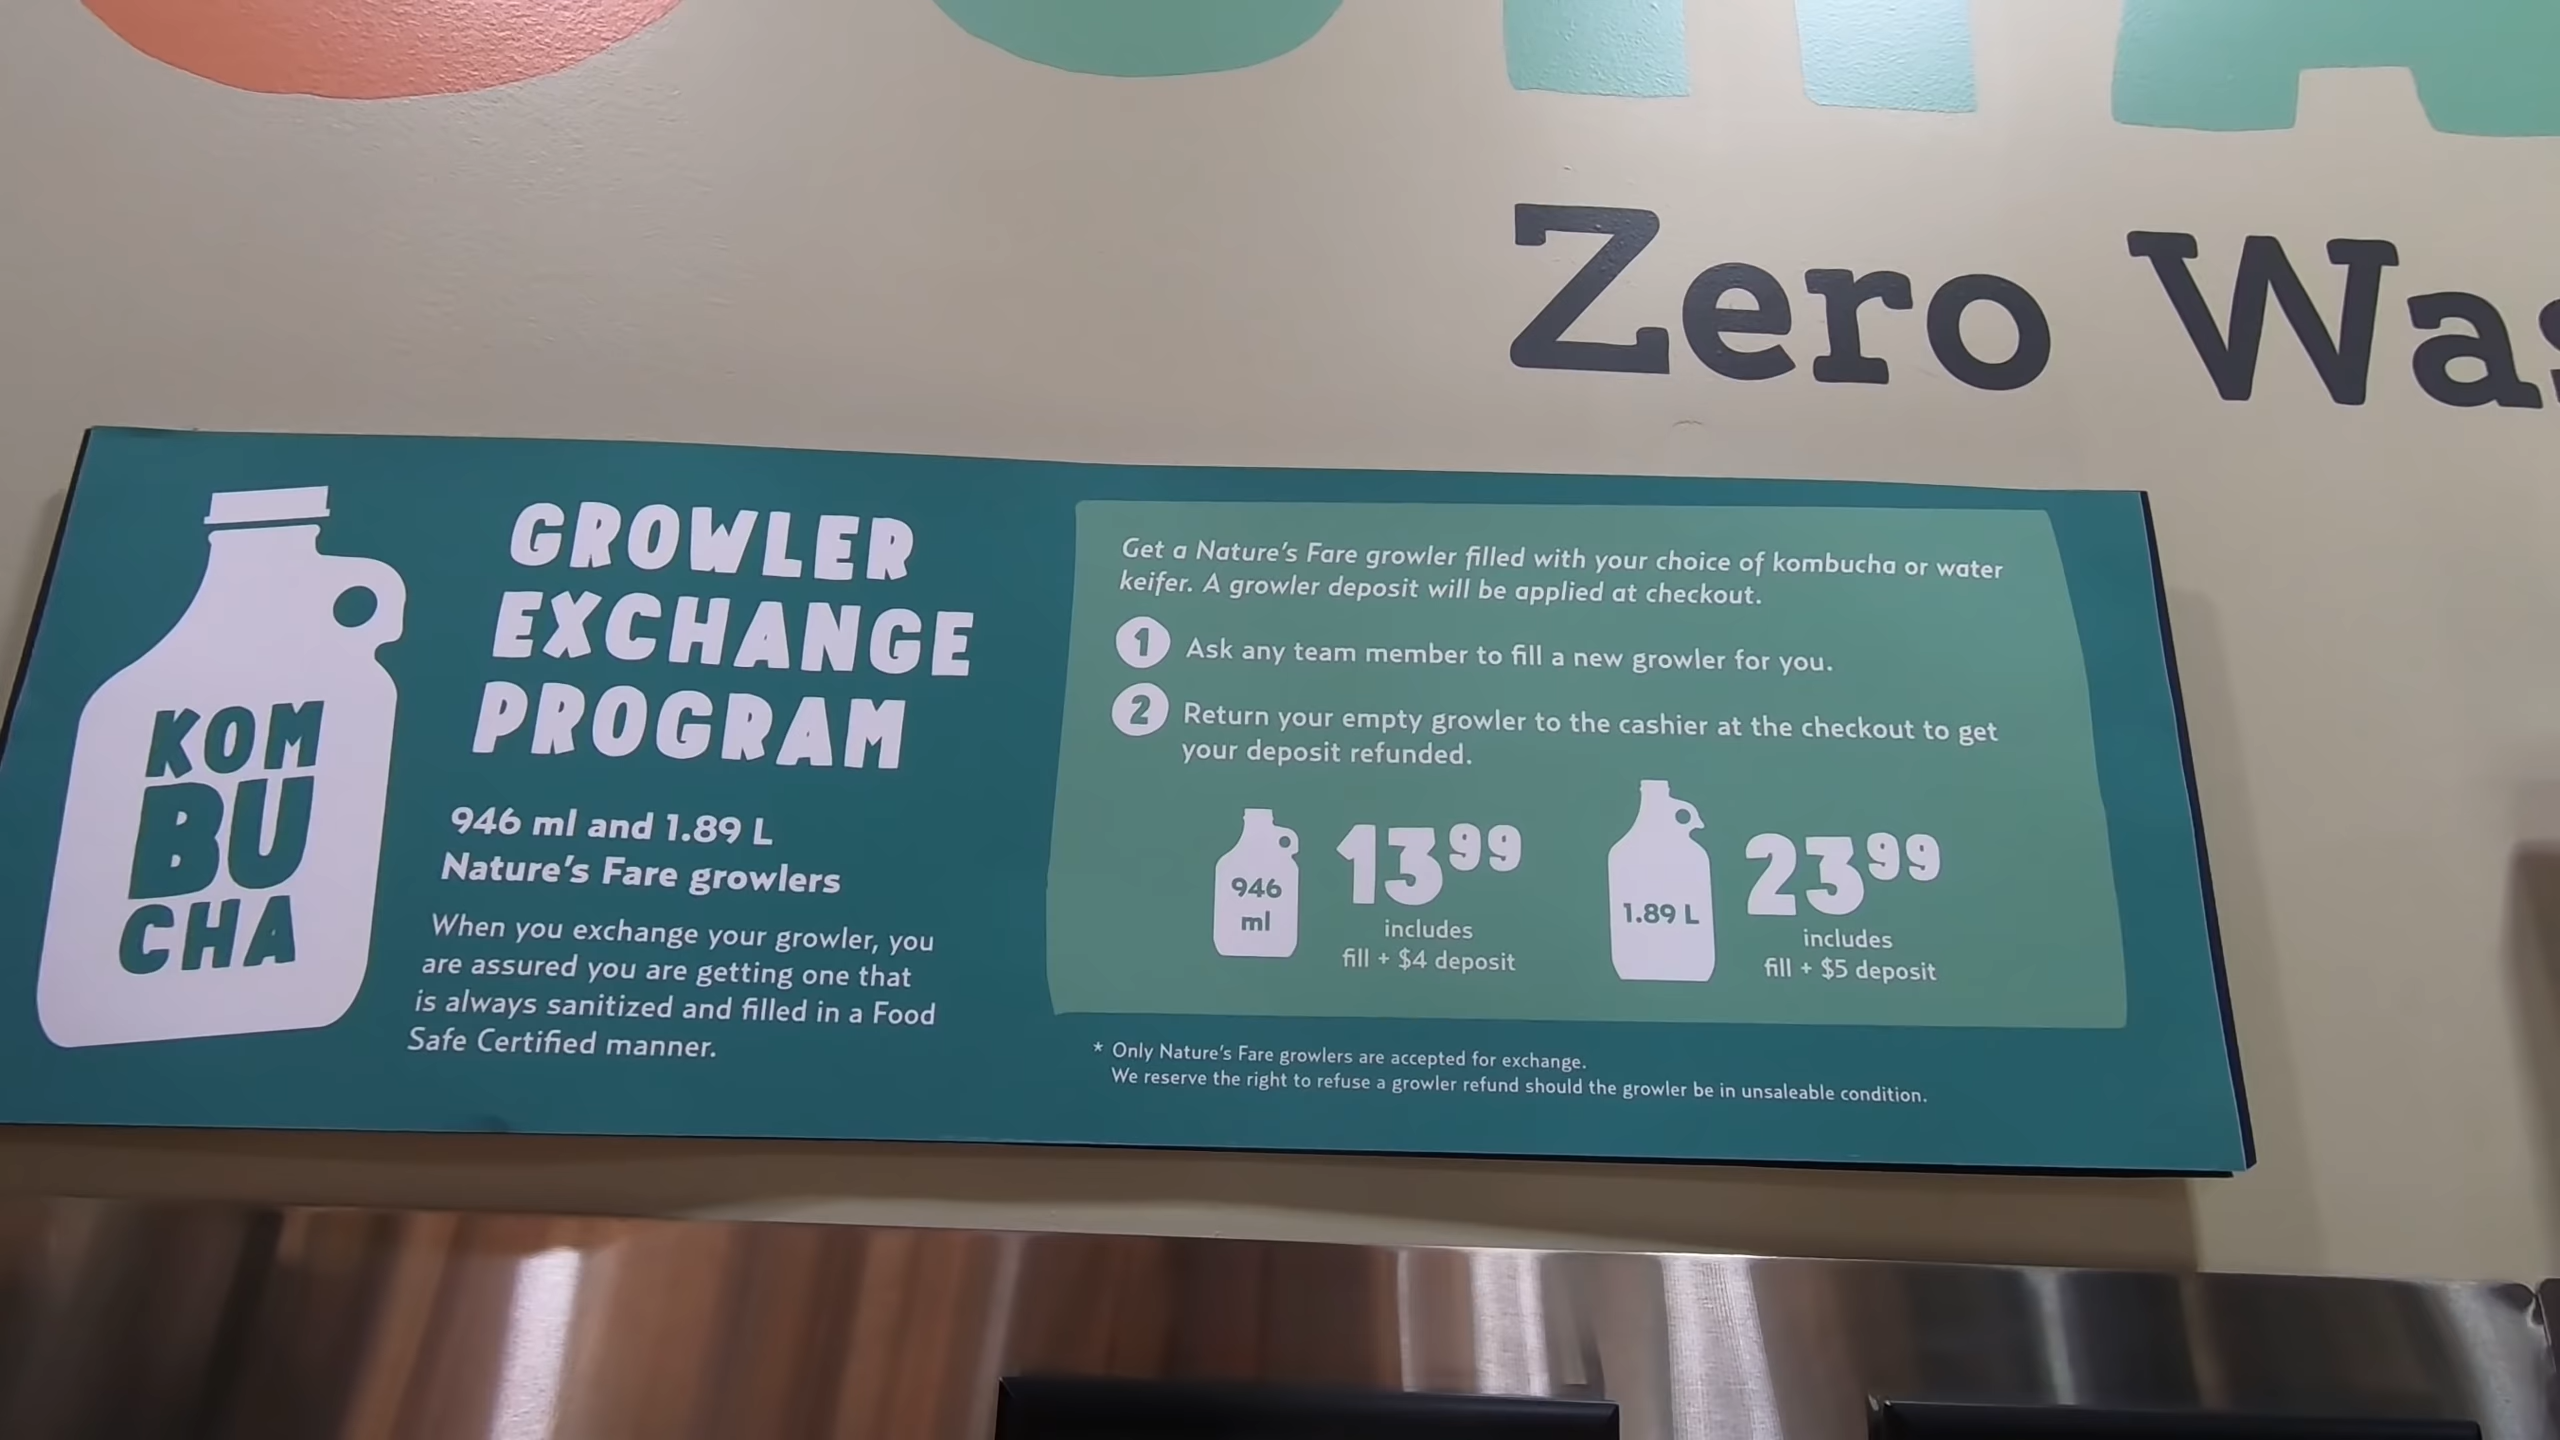 Zero Was
KOM
BU
CHA
GROWLER
EXCHANGE
PROGRAM
946 ml and 1.89 L
Nature's Fare growlers
When you exchange your growler, you
are assured you are getting one that
is always sanitized and filled in a Food
Safe Certified manner.
Get a Nature's Fare growler filled with your choice of kombucha or water
keifer. A growler deposit will be applied at checkout.
1 Ask any team member to fill a new growler for you.
2 Return your empty growler to the cashier at the checkout to get
your deposit refunded.
946
ml
13 99
includes
fill + $4 deposit
1.89 L
23 99
includes
fill + $5 deposit
* Only Nature's Fare growlers are accepted for exchange.
We reserve the right to refuse a growler refund should the growler be in unsaleable condition.